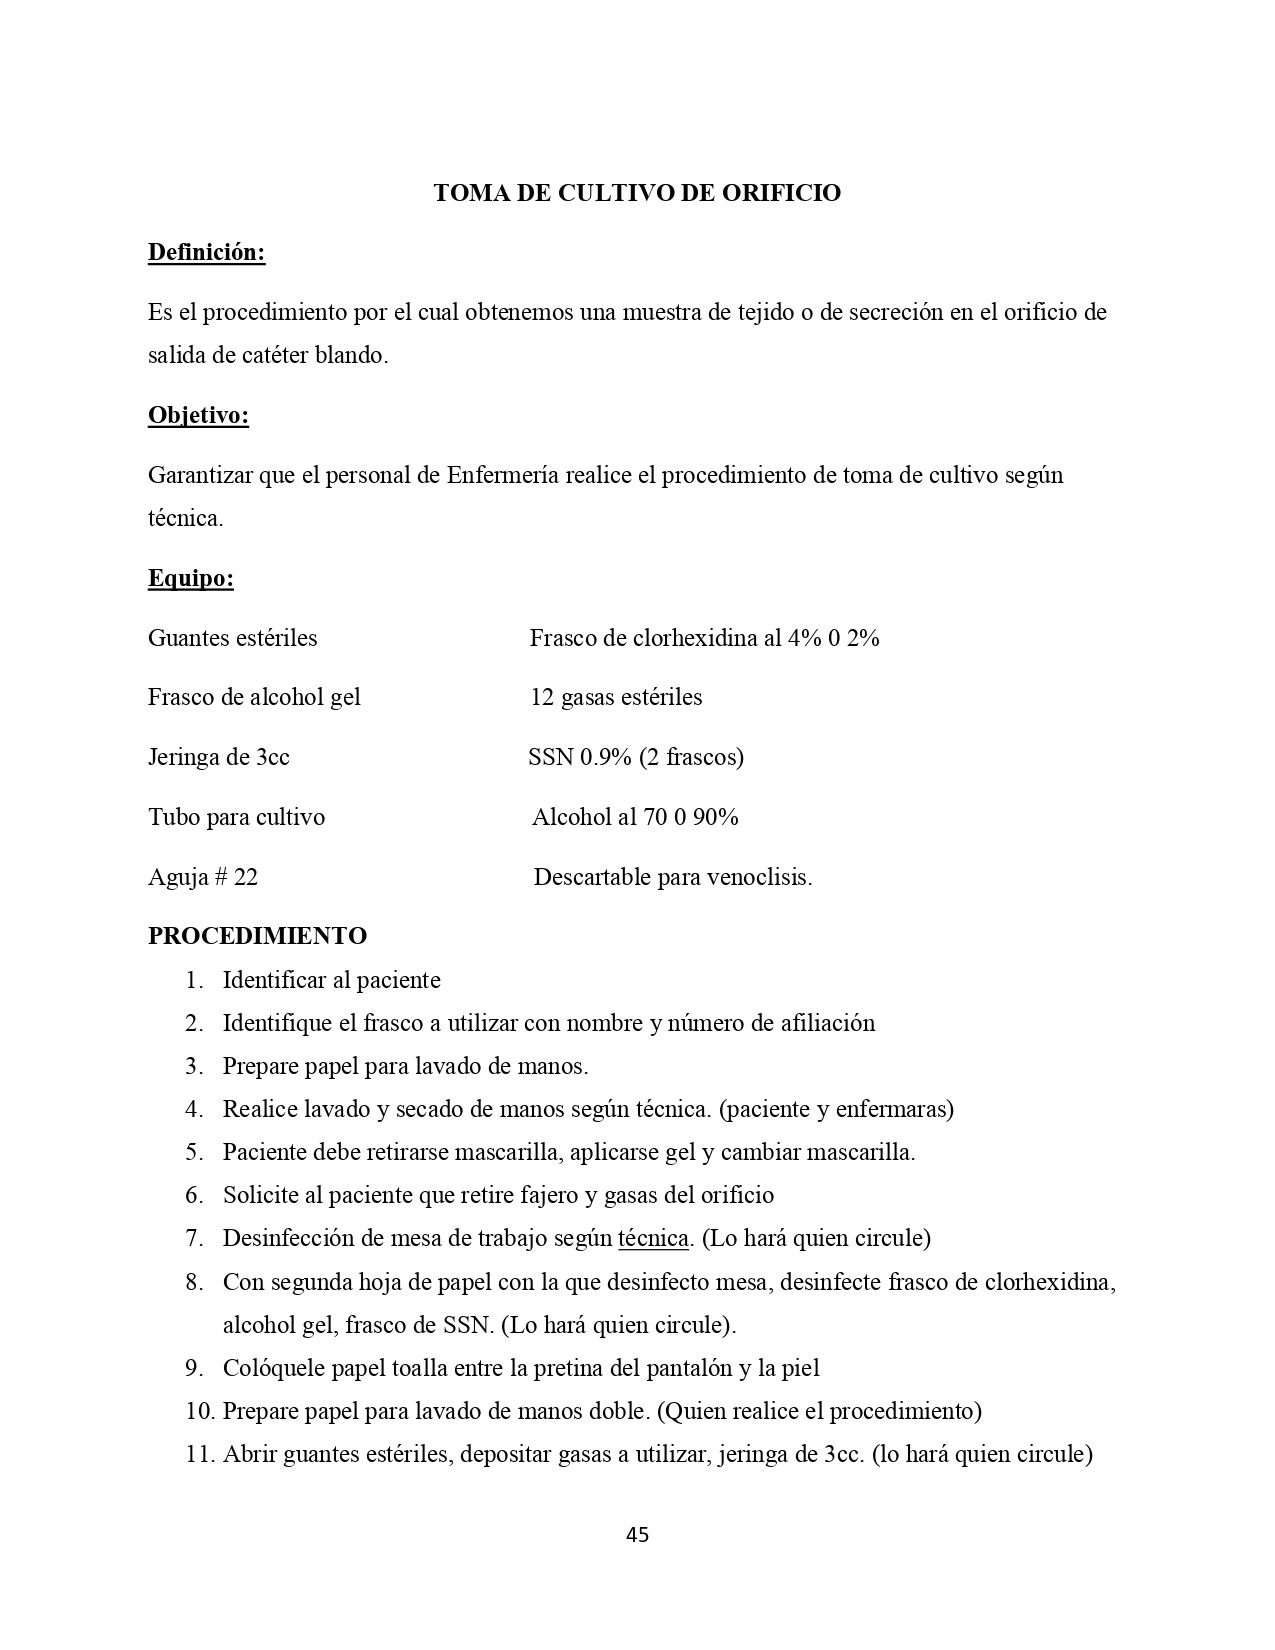 TOMA DE CULTIVO DE ORIFICIO
Definición:
Es el procedimiento por el cual obtenemos una muestra de tejido o de secreción en el orificio de
salida de catéter blando.
Objetivo:
Garantizar que el personal de Enfermería realice el procedimiento de toma de cultivo según
técnica.
Equipo:
Guantes estériles Frasco de clorhexidina al 4% 0 2%
Frasco de alcohol gel 12 gasas estériles
Jeringa de 3cc SSN 0.9% (2 frascos)
Tubo para cultivo Alcohol al 70 0 90%
Aguja # 22 Descartable para venoclisis.
PROCEDIMIENTO
1. Identificar al paciente
2. Identifique el frasco a utilizar con nombre y número de afiliación
3. Prepare papel para lavado de manos.
4. Realice lavado y secado de manos según técnica. (paciente y enfermaras)
5. Paciente debe retirarse mascarilla, aplicarse gel y cambiar mascarilla.
6. Solicite al paciente que retire fajero y gasas del orificio
7. Desinfección de mesa de trabajo según técnica. (Lo hará quien circule)
8. Con segunda hoja de papel con la que desinfecto mesa, desinfecte frasco de clorhexidina,
alcohol gel, frasco de SSN. (Lo hará quien circule).
9. Colóquele papel toalla entre la pretina del pantalón y la piel
10. Prepare papel para lavado de manos doble. (Quien realice el procedimiento)
11. Abrir guantes estériles, depositar gasas a utilizar, jeringa de 3cc. (lo hará quien circule)
45